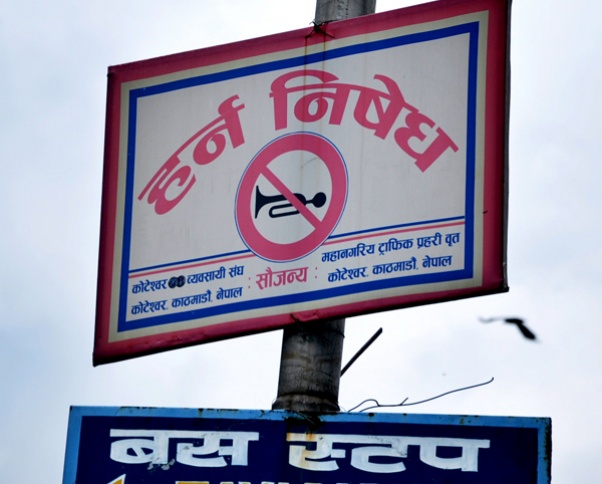 हर्न निषेध
कोटेश्वर व्यवसायी संघ
कोटेश्वर, काठमाडौं, नेपाल
सौजन्य :
महानगरिय ट्राफिक प्रहरी वृत
कोटेश्वर, काठमाडौं, नेपाल
बस स्टप